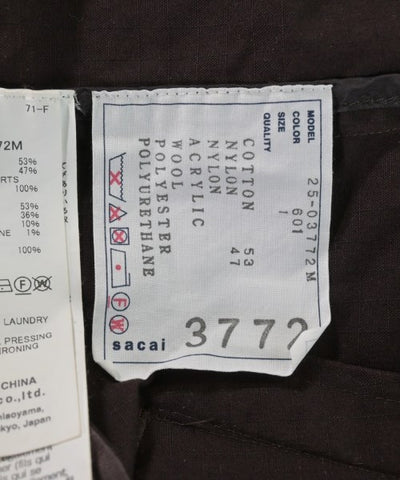 71-F
72M
53%
47%
RTS
100%
53%
36%
10%
NE 1%
100%
LAUNDRY
PRESSING
IRONING
CHINA
co.,ltd.
Tokyo, Japan
MODEL 25-03772M
COLOR 601
SIZE 1
QUALITY
COTTON 53
NYLON 47
NYLON
ACRYLIC
WOOL
POLYESTER
POLYURETHANE
F
W
sacai 3772